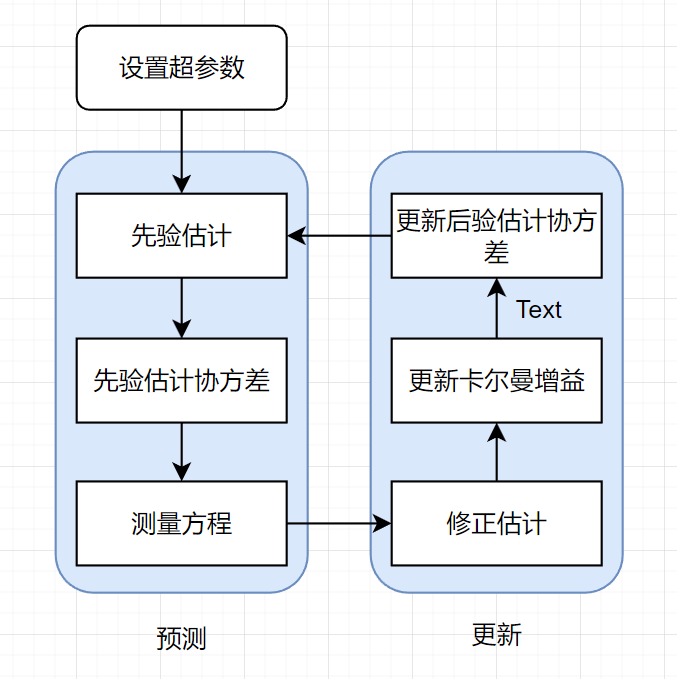 设置超参数
先验估计
先验估计协方差
测量方程
预测
更新后验估计协方
差
Text
更新卡尔曼增益
修正估计
更新